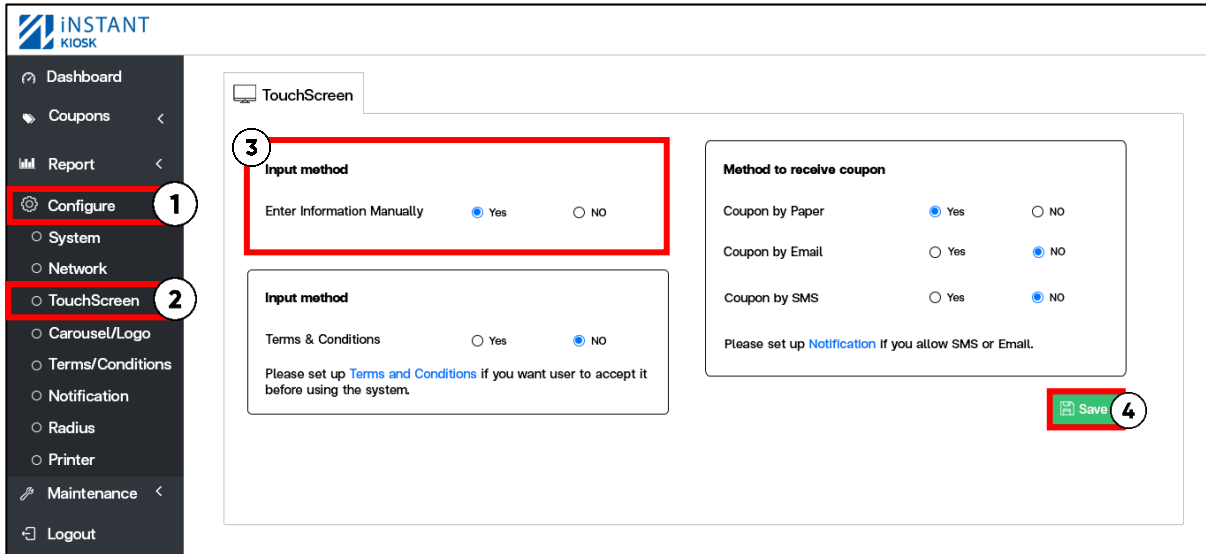 iNSTANT
KIOSK
Dashboard
Coupons
Report
Configure
1
System
Network
TouchScreen
2
Carousel/Logo
Terms/Conditions
Notification
Radius
Printer
Maintenance
Logout
TouchScreen
3
Input method
Enter Information Manually Yes NO
Input method
Terms & Conditions Yes NO
Please set up Terms and Conditions if you want user to accept it
before using the system.
Method to receive coupon
Coupon by Paper Yes NO
Coupon by Email Yes NO
Coupon by SMS Yes NO
Please set up Notification if you allow SMS or Email.
Save
4